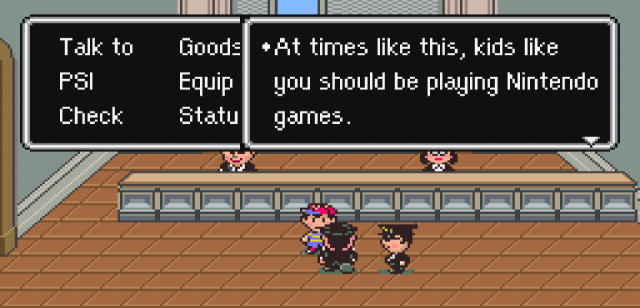 Talk to Goods
PSI Equip
Check Statu
•At times like this, kids like
you should be playing Nintendo
games.